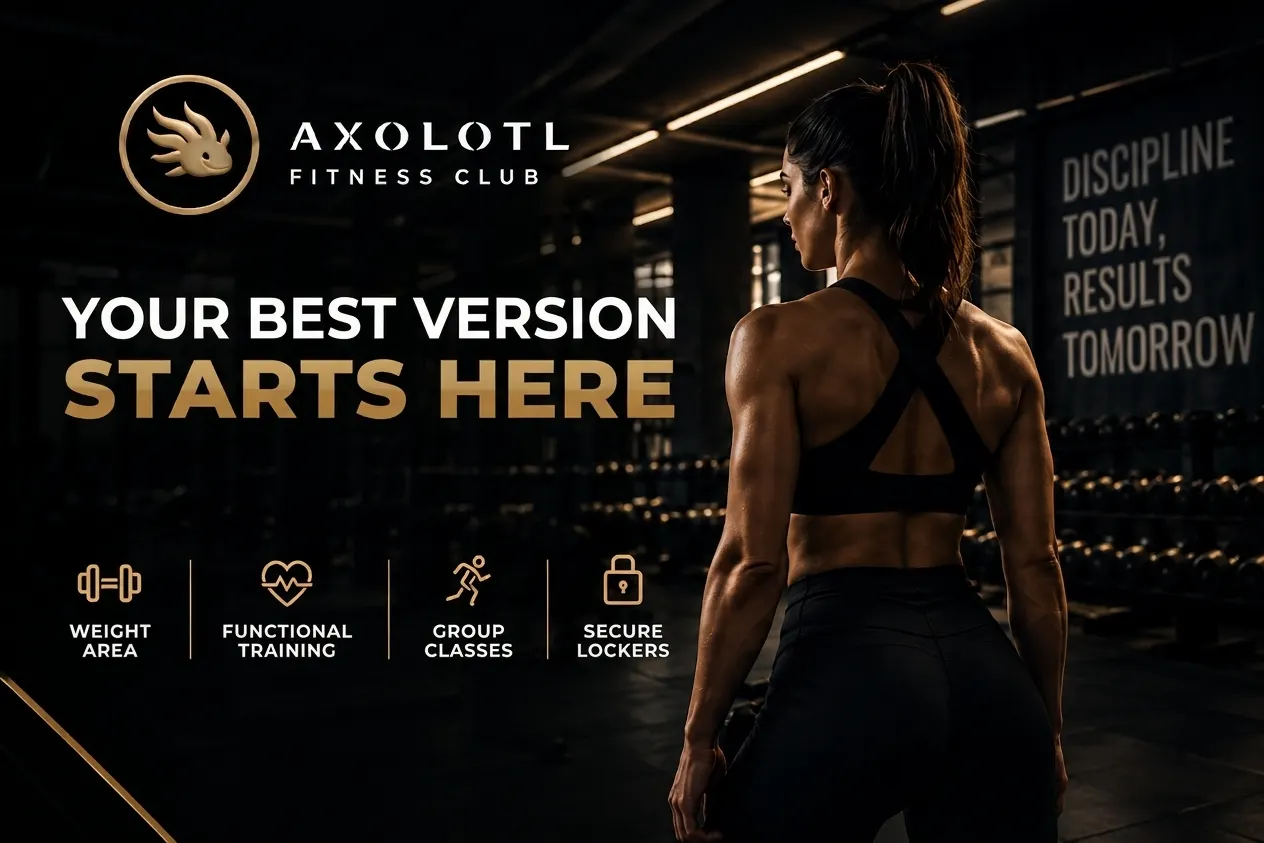 AXOLOTL
FITNESS CLUB
YOUR BEST VERSION
STARTS HERE
WEIGHT
AREA
FUNCTIONAL
TRAINING
GROUP
CLASSES
SECURE
LOCKERS
DISCIPLINE
TODAY,
RESULTS
TOMORROW